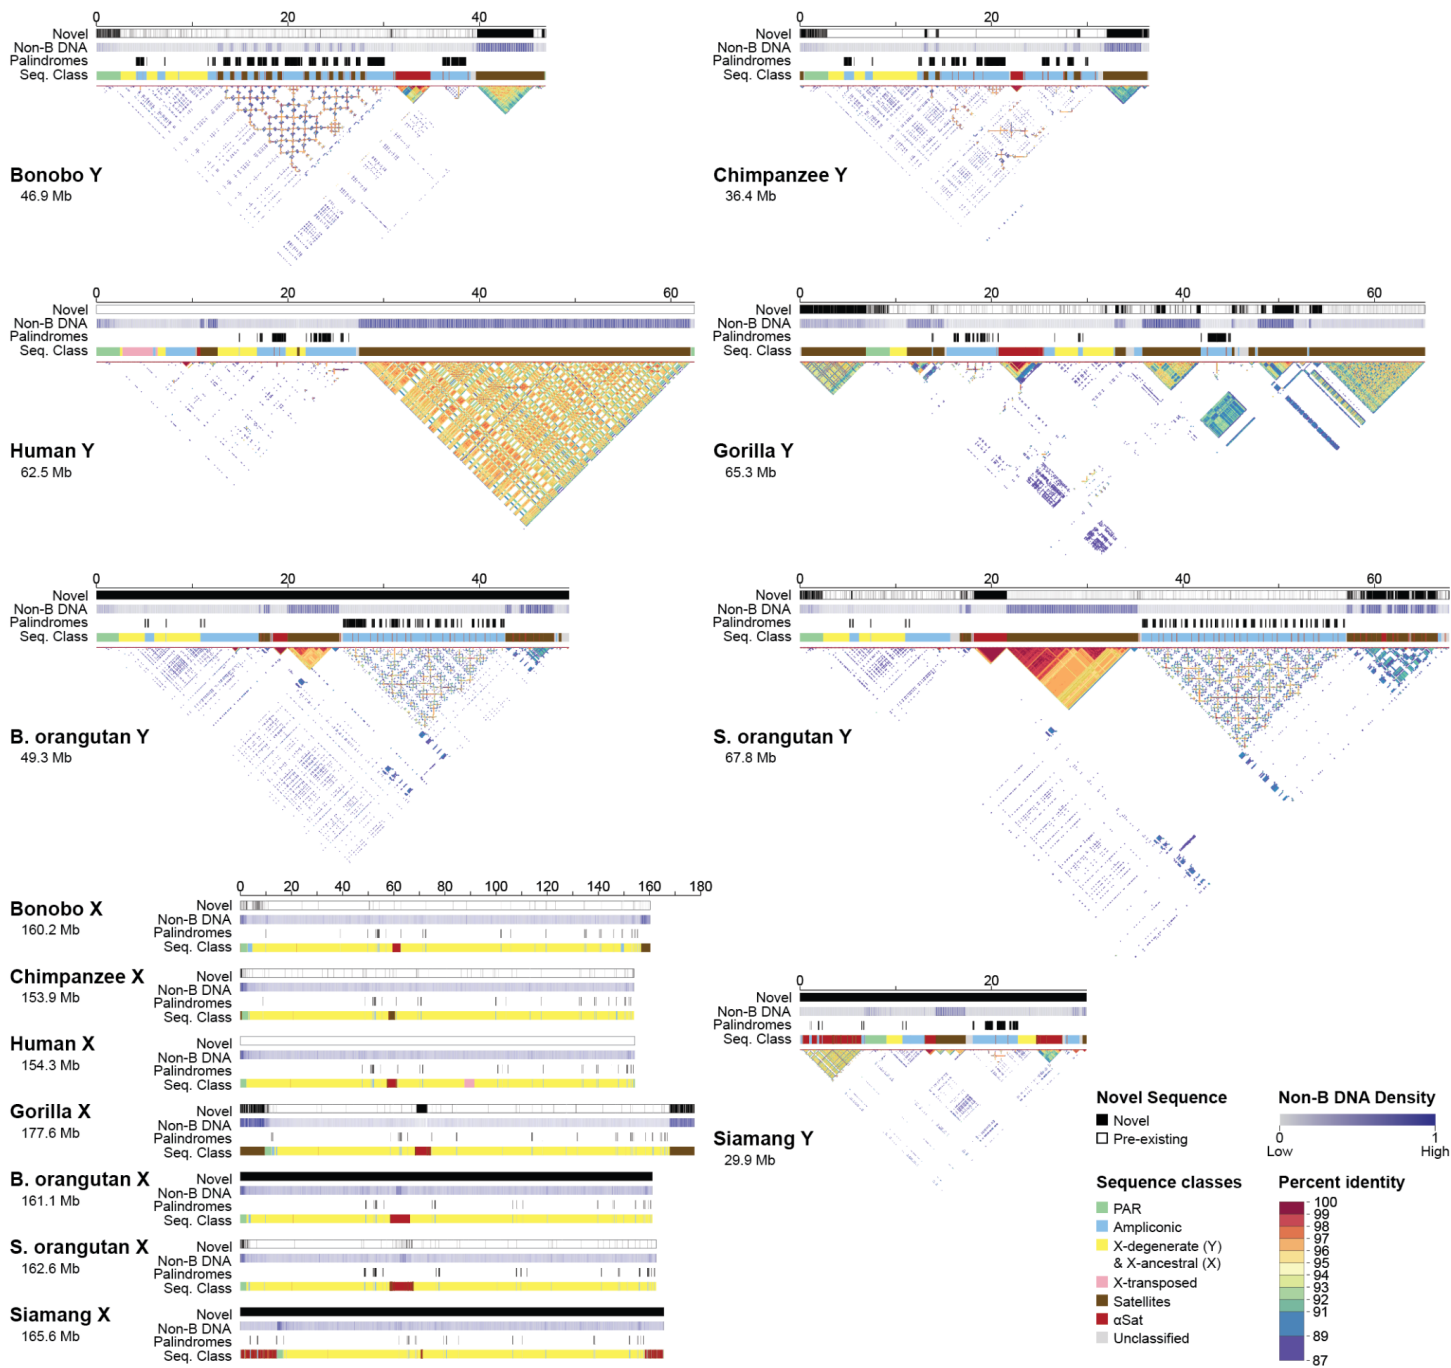 0 20 40
Novel
Non-B DNA
Palindromes
Seq. Class
Bonobo Y
46.9 Mb
0 20
Novel
Non-B DNA
Palindromes
Seq. Class
Chimpanzee Y
36.4 Mb
0 20 40 60
Novel
Non-B DNA
Palindromes
Seq. Class
Human Y
62.5 Mb
0 20 40 60
Novel
Non-B DNA
Palindromes
Seq. Class
Gorilla Y
65.3 Mb
0 20 40
Novel
Non-B DNA
Palindromes
Seq. Class
B. orangutan Y
49.3 Mb
0 20 40 60
Novel
Non-B DNA
Palindromes
Seq. Class
S. orangutan Y
67.8 Mb
0 20 40 60 80 100 120 140 160 180
Bonobo X
160.2 Mb
Novel
Non-B DNA
Palindromes
Seq. Class
Chimpanzee X
153.9 Mb
Novel
Non-B DNA
Palindromes
Seq. Class
Human X
154.3 Mb
Novel
Non-B DNA
Palindromes
Seq. Class
Gorilla X
177.6 Mb
Novel
Non-B DNA
Palindromes
Seq. Class
B. orangutan X
161.1 Mb
Novel
Non-B DNA
Palindromes
Seq. Class
S. orangutan X
162.6 Mb
Novel
Non-B DNA
Palindromes
Seq. Class
Siamang X
165.6 Mb
Novel
Non-B DNA
Palindromes
Seq. Class
0 20
Novel
Non-B DNA
Palindromes
Seq. Class
Siamang Y
29.9 Mb
Novel Sequence
Novel
Pre-existing
Non-B DNA Density
0 1
Low High
Sequence classes
PAR
Ampliconic
X-degenerate (Y)
& X-ancestral (X)
X-transposed
Satellites
αSat
Unclassified
Percent identity
100
99
98
97
96
95
94
93
92
91
89
87